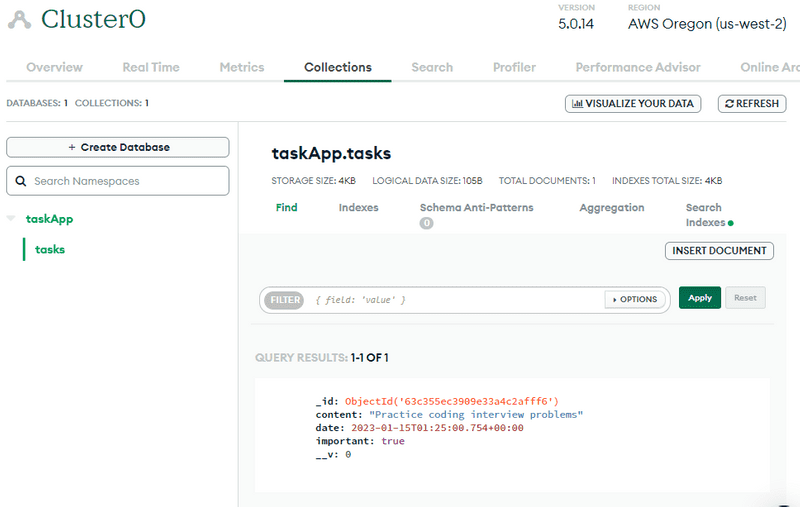 Cluster0
VERSION
5.0.14
REGION
AWS Oregon (us-west-2)
Overview
Real Time
Metrics
Collections
Search
Profiler
Performance Advisor
Online Arc
DATABASES: 1 COLLECTIONS: 1
VISUALIZE YOUR DATA
REFRESH
+ Create Database
Search Namespaces
taskApp
tasks
taskApp.tasks
STORAGE SIZE: 4KB LOGICAL DATA SIZE: 105B TOTAL DOCUMENTS: 1 INDEXES TOTAL SIZE: 4KB
Find
Indexes
Schema Anti-Patterns
0
Aggregation
Search
Indexes
INSERT DOCUMENT
FILTER { field: 'value' }
OPTIONS
Apply
Reset
QUERY RESULTS: 1-1 OF 1
_id: ObjectId('63c355ec3909e33a4c2afff6')
content: "Practice coding interview problems"
date: 2023-01-15T01:25:00.754+00:00
important: true
__v: 0